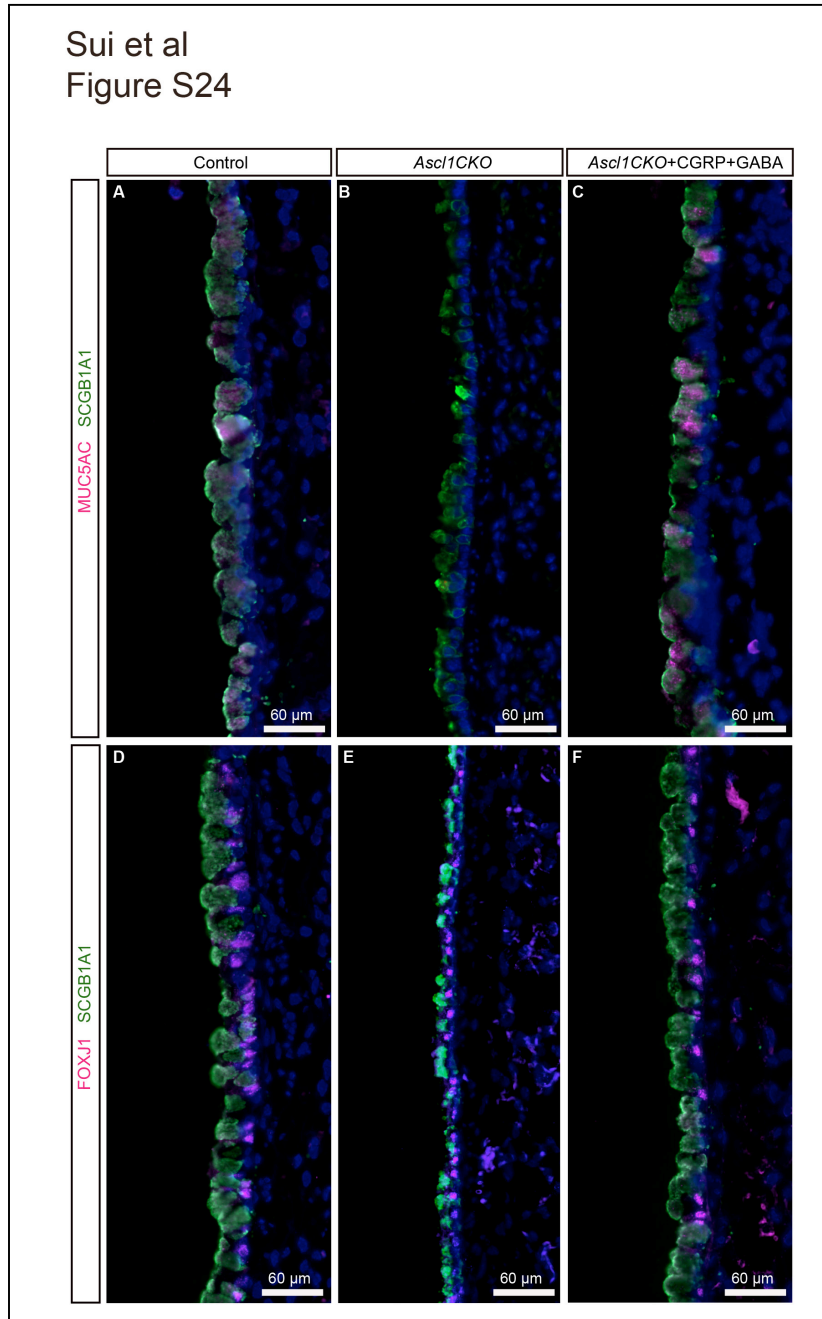 Sui et al
Figure S24
Control
Ascl1CKO
Ascl1CKO+CGRP+GABA
MUC5AC SCGB1A1
A
B
C
60 µm
60 µm
60 µm
FOXJ1 SCGB1A1
D
E
F
60 µm
60 µm
60 µm